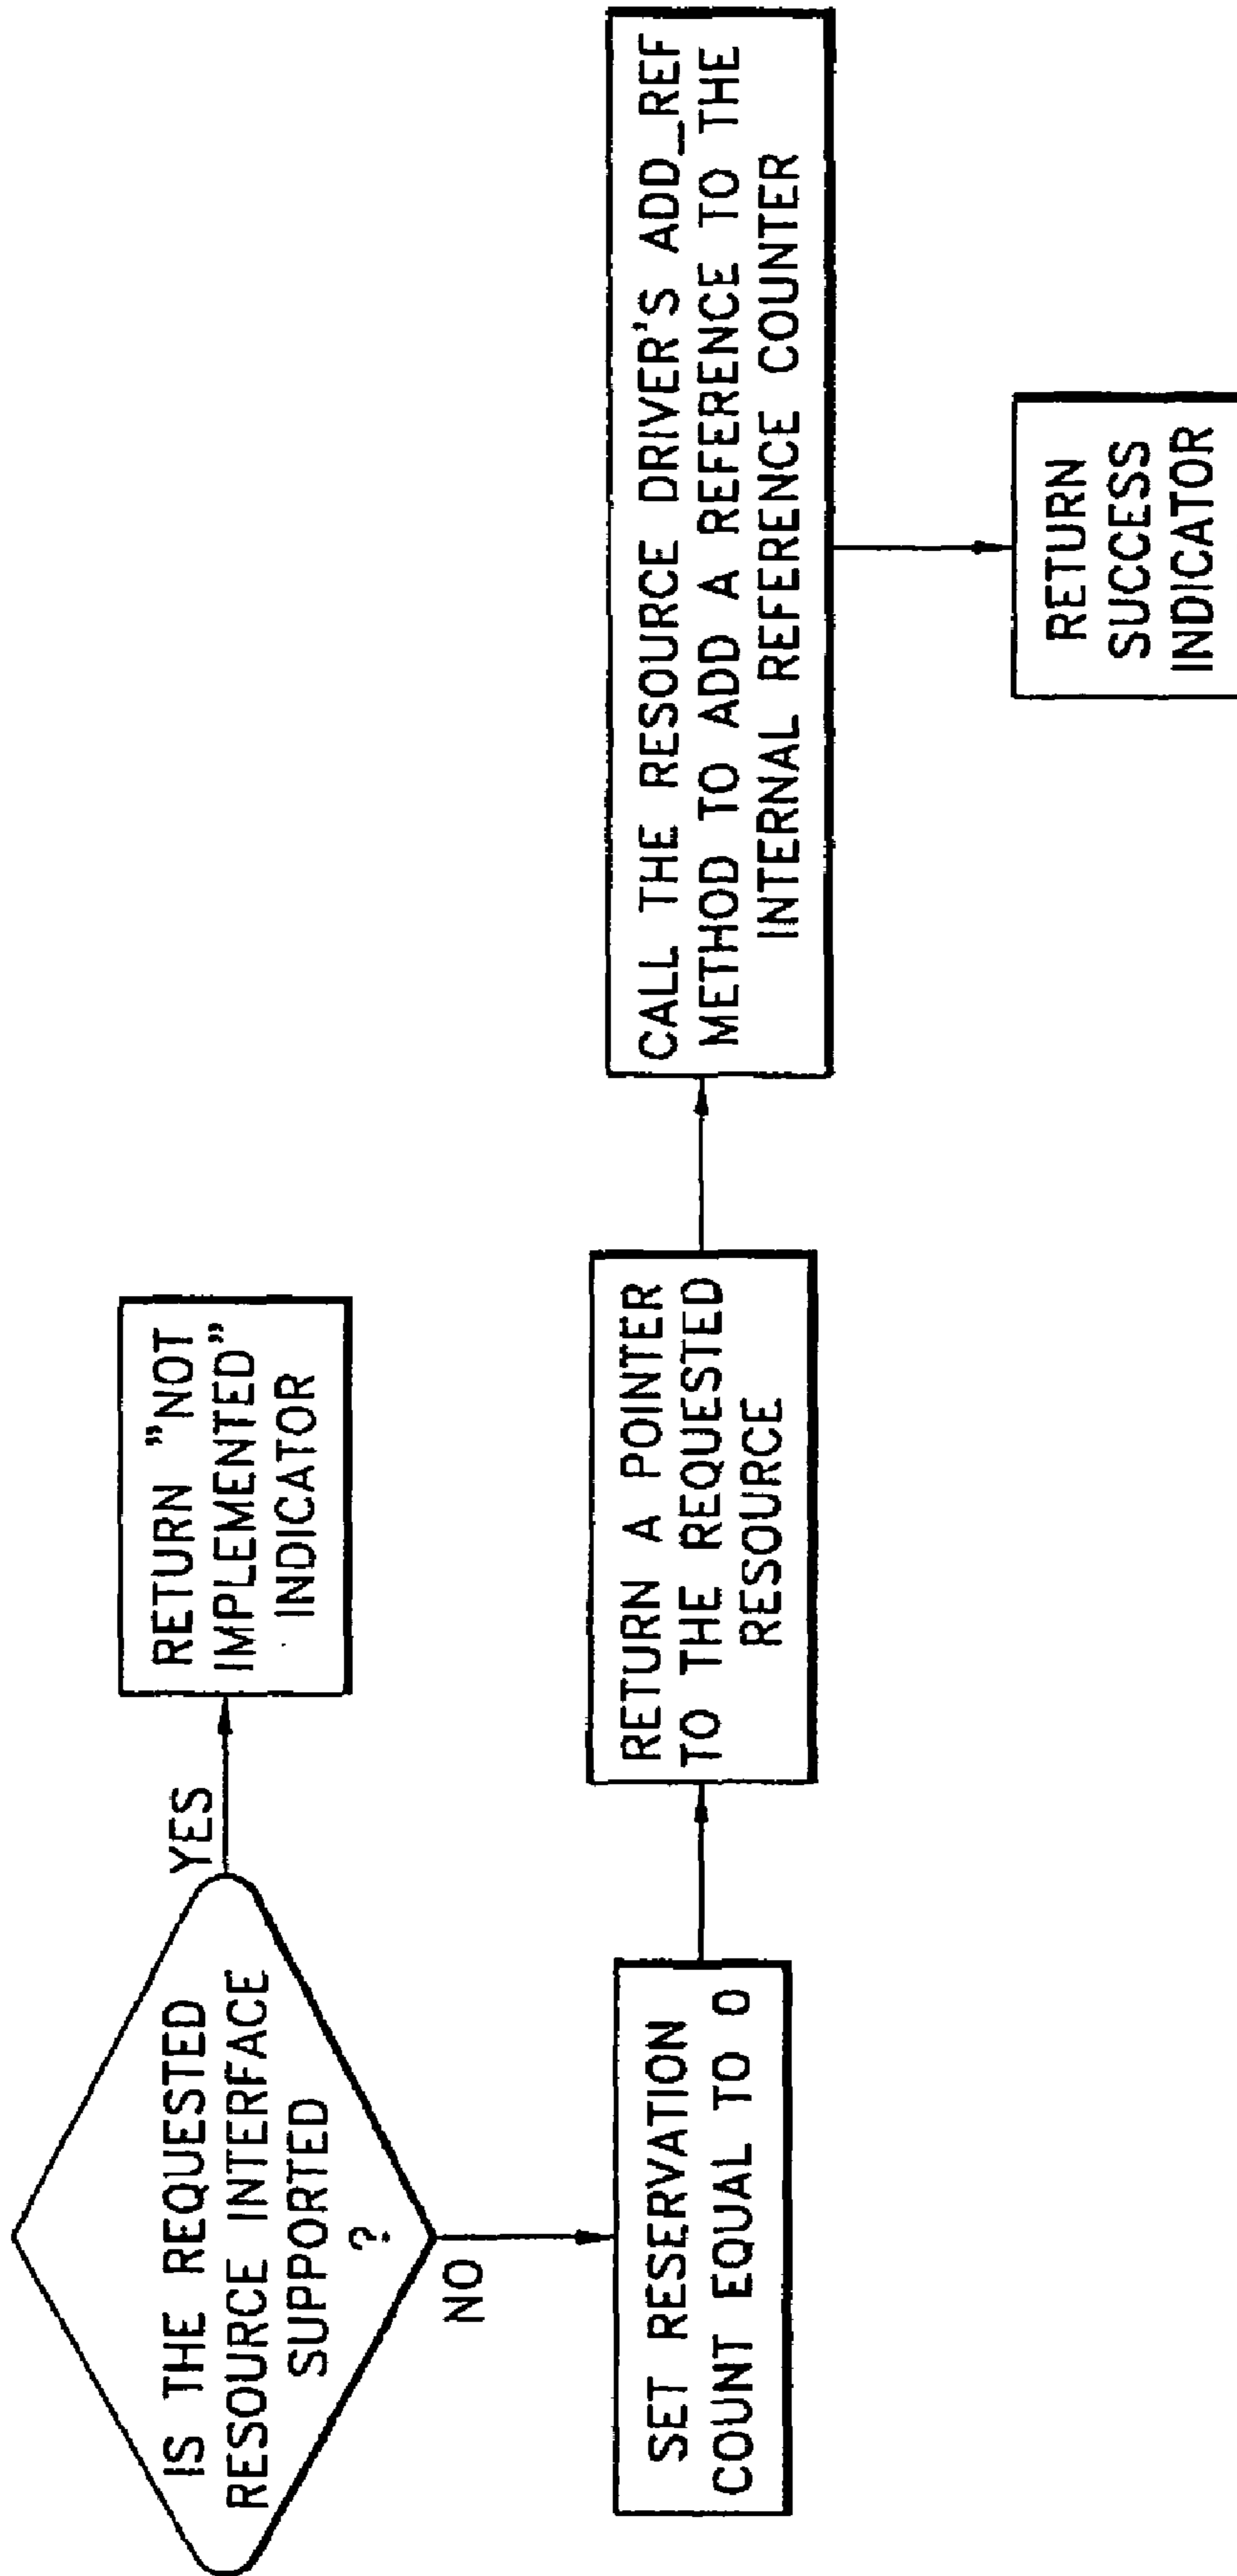 IS THE REQUESTED
RESOURCE INTERFACE
SUPPORTED
?
YES
RETURN "NOT
IMPLEMENTED"
INDICATOR
NO
SET RESERVATION
COUNT EQUAL TO 0
RETURN A POINTER
TO THE REQUESTED
RESOURCE
CALL THE RESOURCE DRIVER'S ADD_REF
METHOD TO ADD A REFERENCE TO THE
INTERNAL REFERENCE COUNTER
RETURN
SUCCESS
INDICATOR